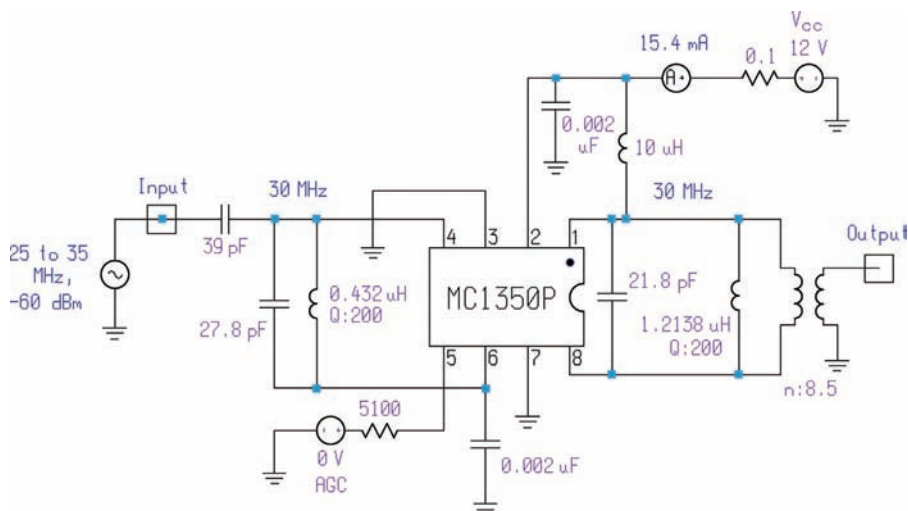 Vcc
12 V
15.4 mA
0.1
A
0.002
uF
10 uH
Input
30 MHz
30 MHz
Output
39 pF
4
3
2
1
25 to 35
MHz,
-60 dBm
MC1350P
21.8 pF
0.432 uH
Q:200
27.8 pF
1.2138 uH
Q:200
5
6
7
8
n:8.5
5100
0 V
AGC
0.002 uF